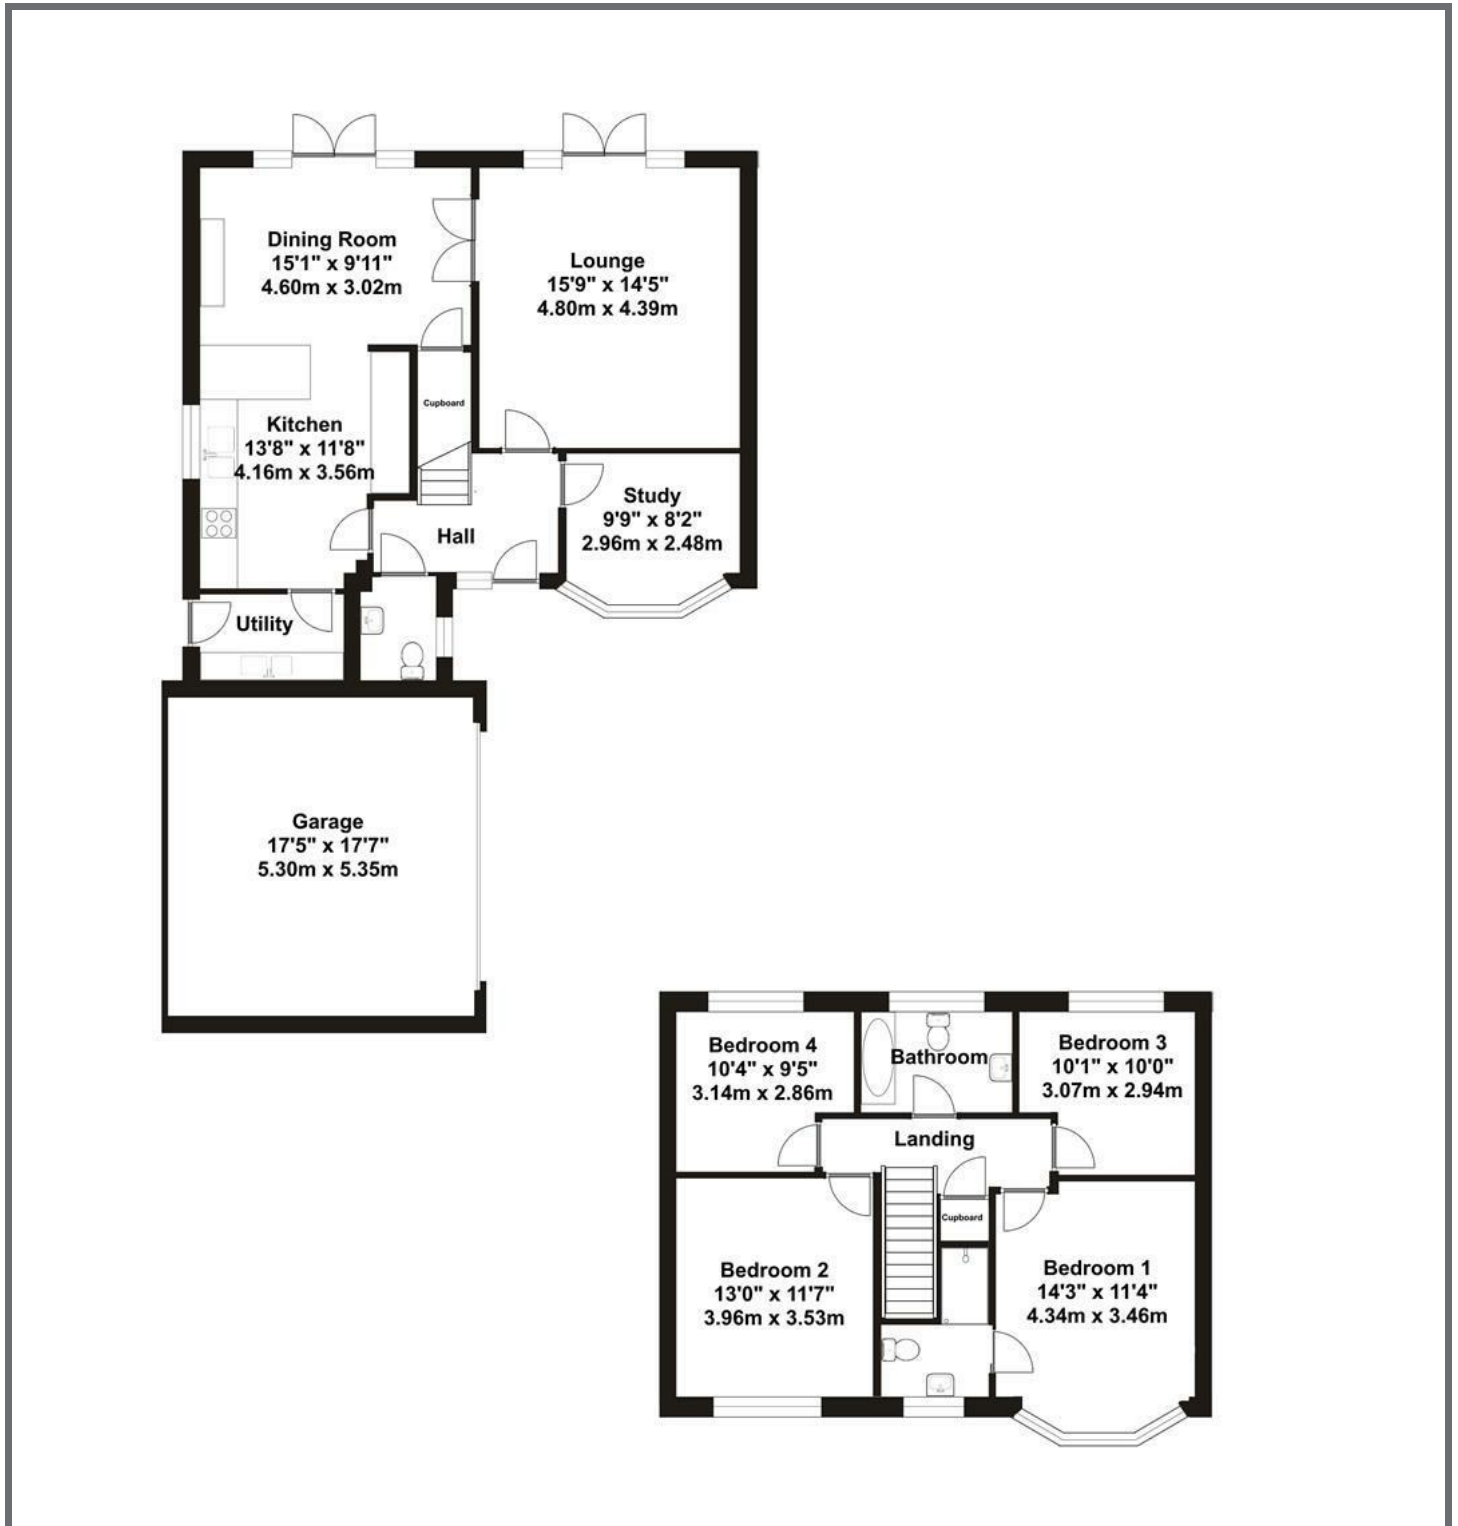 Dining Room
15'1" x 9'11"
4.60m x 3.02m
Lounge
15'9" x 14'5"
4.80m x 4.39m
Cupboard
Kitchen
13'8" x 11'8"
4.16m x 3.56m
Study
9'9" x 8'2"
2.96m x 2.48m
Hall
Utility
Garage
17'5" x 17'7"
5.30m x 5.35m
Bedroom 4
10'4" x 9'5"
3.14m x 2.86m
Bathroom
Bedroom 3
10'1" x 10'0"
3.07m x 2.94m
Landing
Cupboard
Bedroom 2
13'0" x 11'7"
3.96m x 3.53m
Bedroom 1
14'3" x 11'4"
4.34m x 3.46m